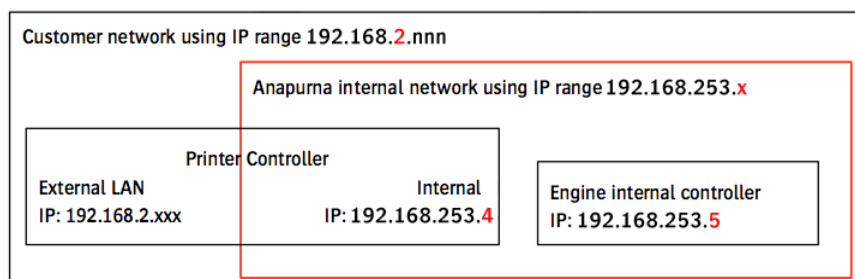 Customer network using IP range 192.168.2.nnn
Anapurna internal network using IP range 192.168.253.x
Printer Controller
External LAN
IP: 192.168.2.xxx
Internal
IP: 192.168.253.4
Engine internal controller
IP: 192.168.253.5